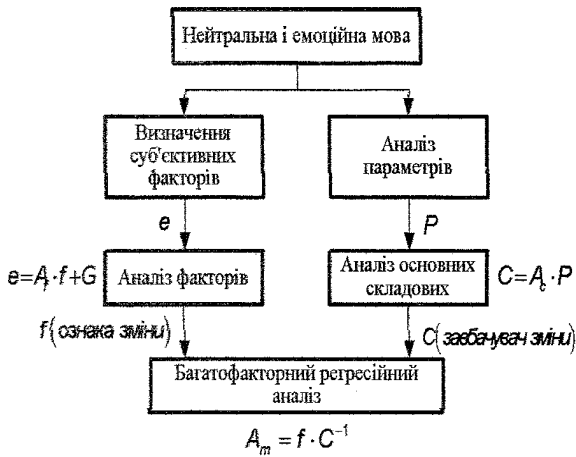 Нейтральна і емоційна мова
Визначення
суб'єктивних
факторів
Аналіз
параметрів
e
P
e=A_f·f+G
Аналіз факторів
Аналіз основних
складових
C=A_c·P
f(ознака зміни)
C(завбачувач зміни)
Багатофакторний регресійний
аналіз
A_m = f · C⁻¹